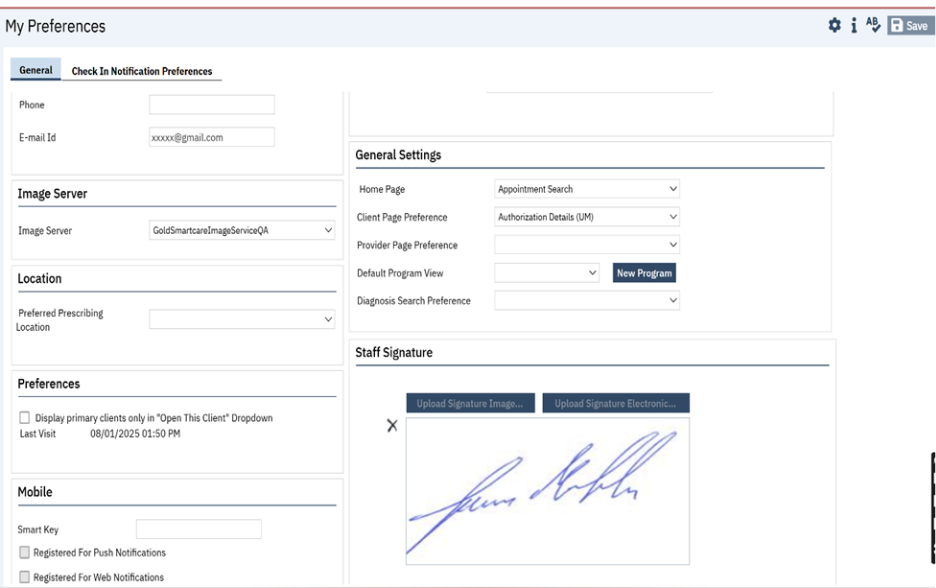 My Preferences
AB
Save
General
Check In Notification Preferences
Phone
E-mail Id
xxxxx@gmail.com
Image Server
Image Server
GoldSmartcareImageServiceQA
Location
Preferred Prescribing
Location
Preferences
Display primary clients only in "Open This Client" Dropdown
Last Visit
08/01/2025 01:50 PM
Mobile
Smart Key
Registered For Push Notifications
Registered For Web Notifications
General Settings
Home Page
Appointment Search
Client Page Preference
Authorization Details (UM)
Provider Page Preference
Default Program View
New Program
Diagnosis Search Preference
Staff Signature
Upload Signature Image...
Upload Signature Electronic...